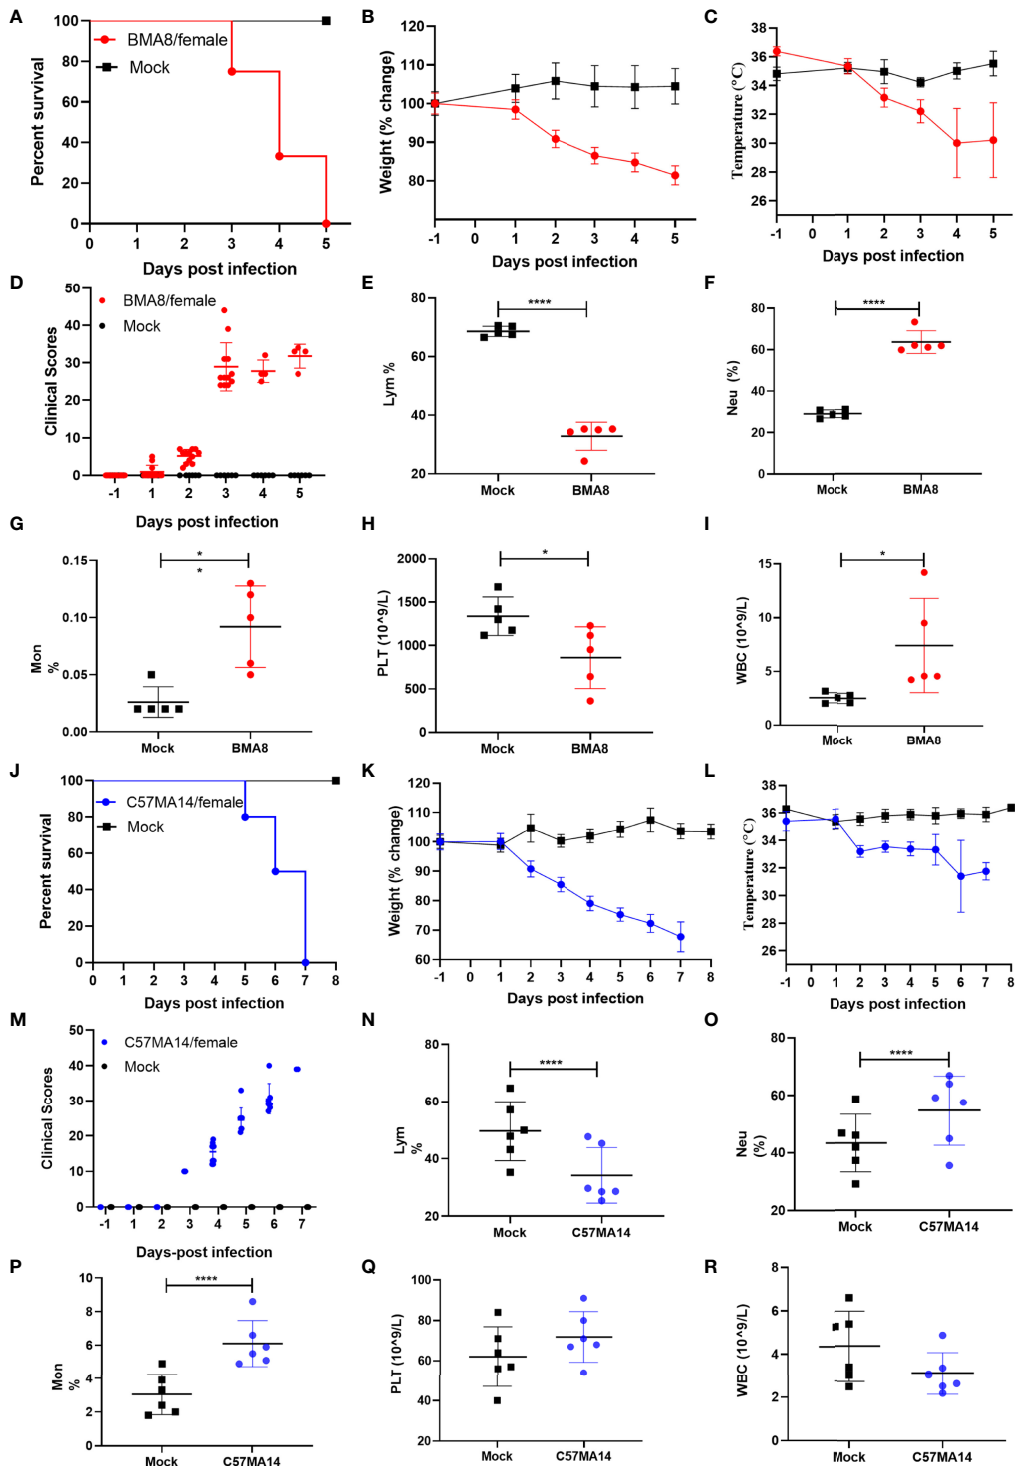 A
100
80
60
40
20
0
Percent survival
BMA8/female
Mock
0 1 2 3 4 5
Days post infection
B
120
110
100
90
80
Weight (% change)
-1 0 1 2 3 4 5
Days post infection
C
36
34
32
30
28
26
Temperature (°C)
-1 0 1 2 3 4 5
Days post infection
D
50
40
30
20
10
0
Clinical Scores
BMA8/female
Mock
-1 1 2 3 4 5
Days post infection
E
****
80
60
40
20
Lym %
Mock BMA8
F
****
80
60
40
20
0
Neu (%)
Mock BMA8
G
*
*
0.15
0.10
0.05
0.00
Mon
%
Mock BMA8
H
*
2000
1500
1000
500
0
PLT (10^9/L)
Mock BMA8
I
*
15
10
5
0
WBC (10^9/L)
Mock BMA8
J
100
80
60
40
20
0
Percent survival
C57MA14/female
Mock
0 1 2 3 4 5 6 7 8
Days post infection
K
120
110
100
90
80
70
60
Weight (% change)
-1 0 1 2 3 4 5 6 7 8
Days post infection
L
38
36
34
32
30
28
26
Temperature (°C)
-1 0 1 2 3 4 5 6 7 8
Days post infection
M
50
40
30
20
10
0
Clinical Scores
C57MA14/female
Mock
-1 1 2 3 4 5 6 7
Days-post infection
N
****
80
60
40
20
Lym
%
Mock C57MA14
O
****
80
60
40
20
Neu
(%)
Mock C57MA14
P
****
10
8
6
4
2
0
Mon
%
Mock C57MA14
Q
100
80
60
40
20
PLT (10^9/L)
Mock C57MA14
R
8
6
4
2
0
WBC (10^9/L)
Mock C57MA14